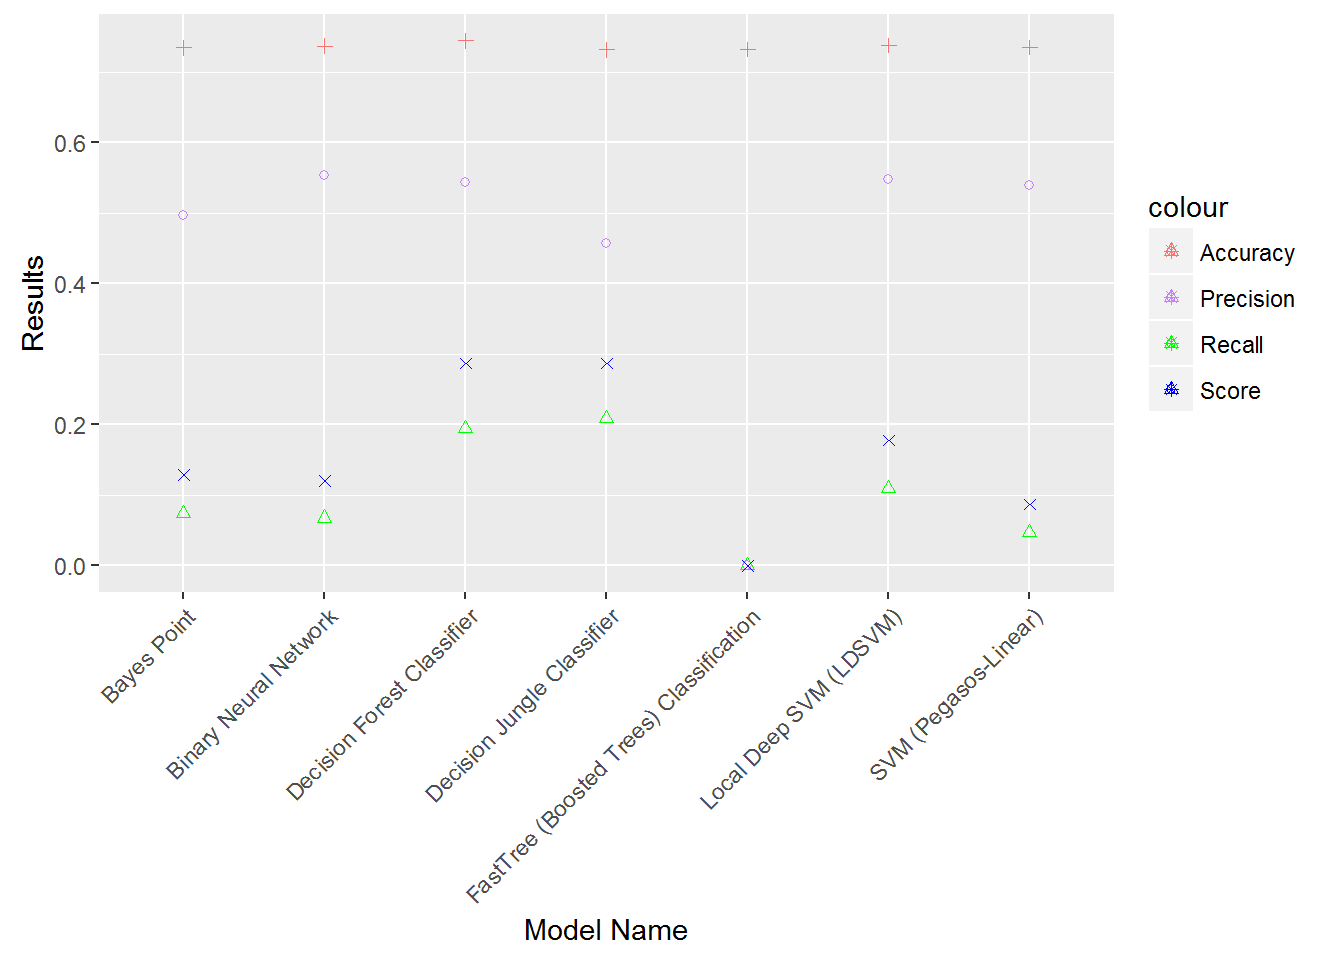 0.6
0.4
0.2
0.0
Results
Bayes Point
Binary Neural Network
Decision Forest Classifier
Decision Jungle Classifier
FastTree (Boosted Trees) Classification
Local Deep SVM (LDSVM)
SVM (Pegasos-Linear)
Model Name
colour
Accuracy
Precision
Recall
Score